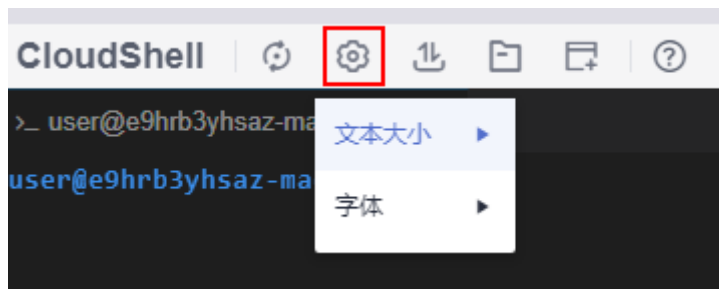 CloudShell
>_ user@e9hrb3yhsaz-ma
文本大小
user@e9hrb3yhsaz-ma
字体